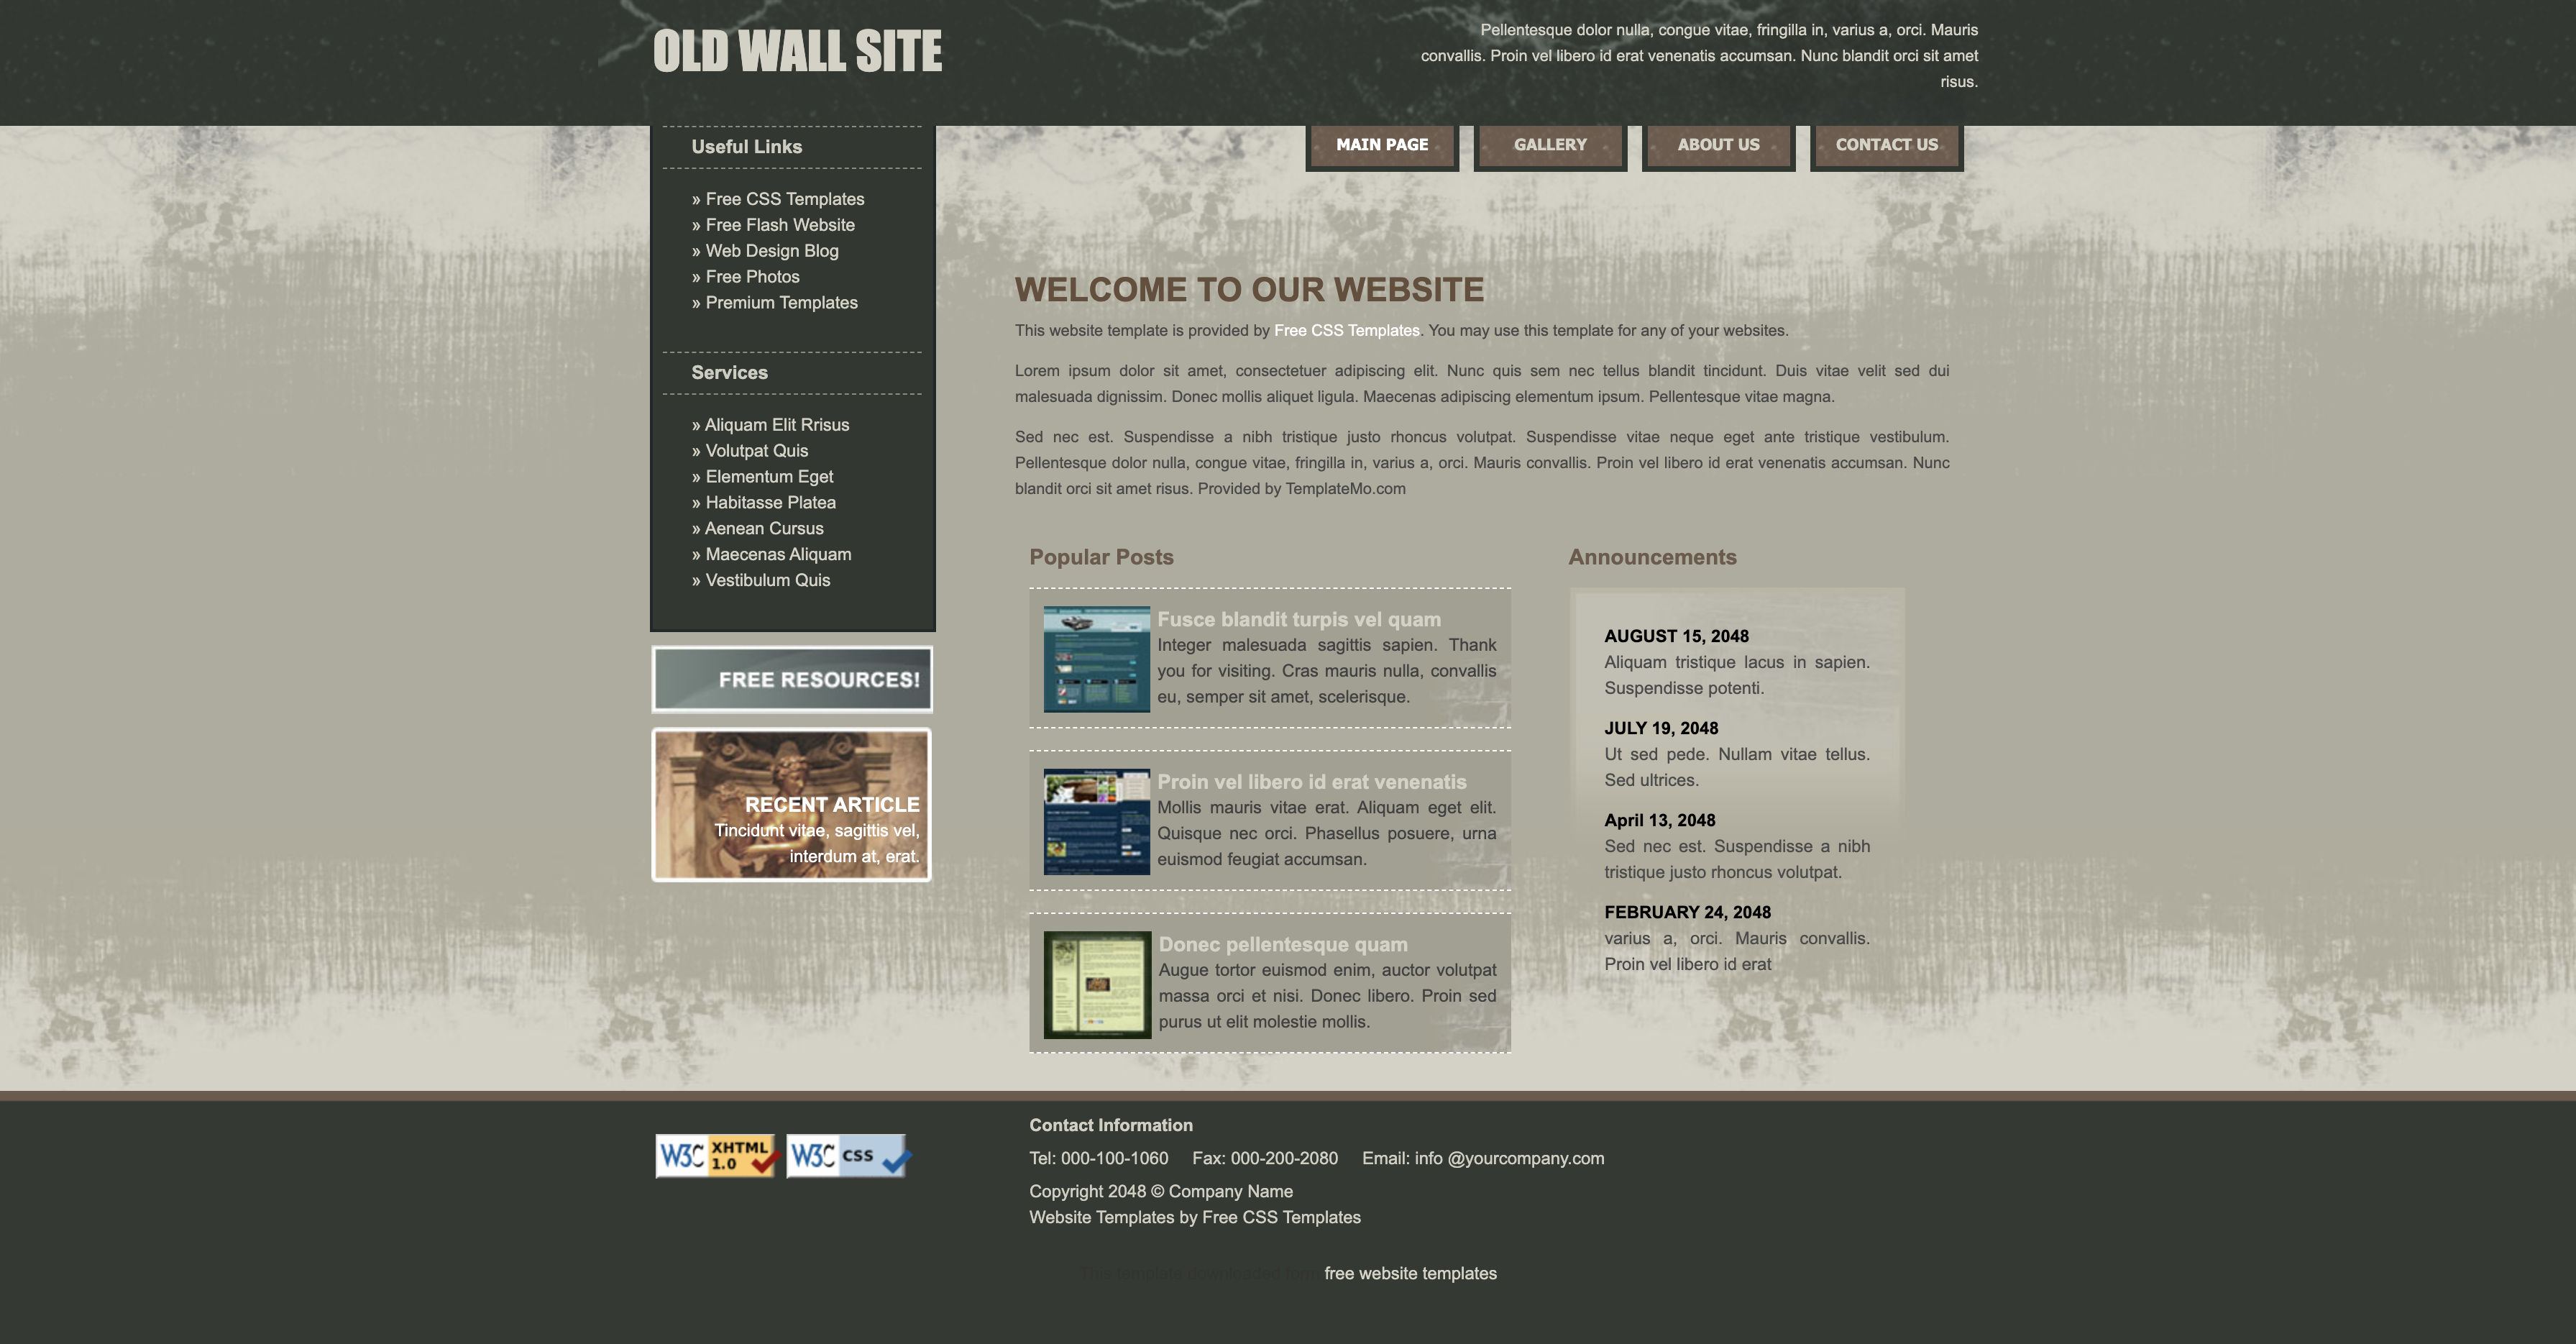 OLD WALL SITE
Pellentesque dolor nulla, congue vitae, fringilla in, varius a, orci. Mauris
convallis. Proin vel libero id erat venenatis accumsan. Nunc blandit orci sit amet
risus.
MAIN PAGE
GALLERY
ABOUT US
CONTACT US
Useful Links
» Free CSS Templates
» Free Flash Website
» Web Design Blog
» Free Photos
» Premium Templates
Services
» Aliquam Elit Rrisus
» Volutpat Quis
» Elementum Eget
» Habitasse Platea
» Aenean Cursus
» Maecenas Aliquam
» Vestibulum Quis
FREE RESOURCES!
RECENT ARTICLE
Tincidunt vitae, sagittis vel,
interdum at, erat.
WELCOME TO OUR WEBSITE
This website template is provided by Free CSS Templates. You may use this template for any of your websites.
Lorem ipsum dolor sit amet, consectetuer adipiscing elit. Nunc quis sem nec tellus blandit tincidunt. Duis vitae velit sed dui
malesuada dignissim. Donec mollis aliquet ligula. Maecenas adipiscing elementum ipsum. Pellentesque vitae magna.
Sed nec est. Suspendisse a nibh tristique justo rhoncus volutpat. Suspendisse vitae neque eget ante tristique vestibulum.
Pellentesque dolor nulla, congue vitae, fringilla in, varius a, orci. Mauris convallis. Proin vel libero id erat venenatis accumsan. Nunc
blandit orci sit amet risus. Provided by TemplateMo.com
Popular Posts
Fusce blandit turpis vel quam
Integer malesuada sagittis sapien. Thank
you for visiting. Cras mauris nulla, convallis
eu, semper sit amet, scelerisque.
Proin vel libero id erat venenatis
Mollis mauris vitae erat. Aliquam eget elit.
Quisque nec orci. Phasellus posuere, urna
euismod feugiat accumsan.
Donec pellentesque quam
Augue tortor euismod enim, auctor volutpat
massa orci et nisi. Donec libero. Proin sed
purus ut elit molestie mollis.
Announcements
AUGUST 15, 2048
Aliquam tristique lacus in sapien.
Suspendisse potenti.
JULY 19, 2048
Ut sed pede. Nullam vitae tellus.
Sed ultrices.
April 13, 2048
Sed nec est. Suspendisse a nibh
tristique justo rhoncus volutpat.
FEBRUARY 24, 2048
varius a, orci. Mauris convallis.
Proin vel libero id erat
W3C XHTML 1.0
W3C CSS
Contact Information
Tel: 000-100-1060 Fax: 000-200-2080 Email: info @yourcompany.com
Copyright 2048 © Company Name
Website Templates by Free CSS Templates
This template downloaded form free website templates